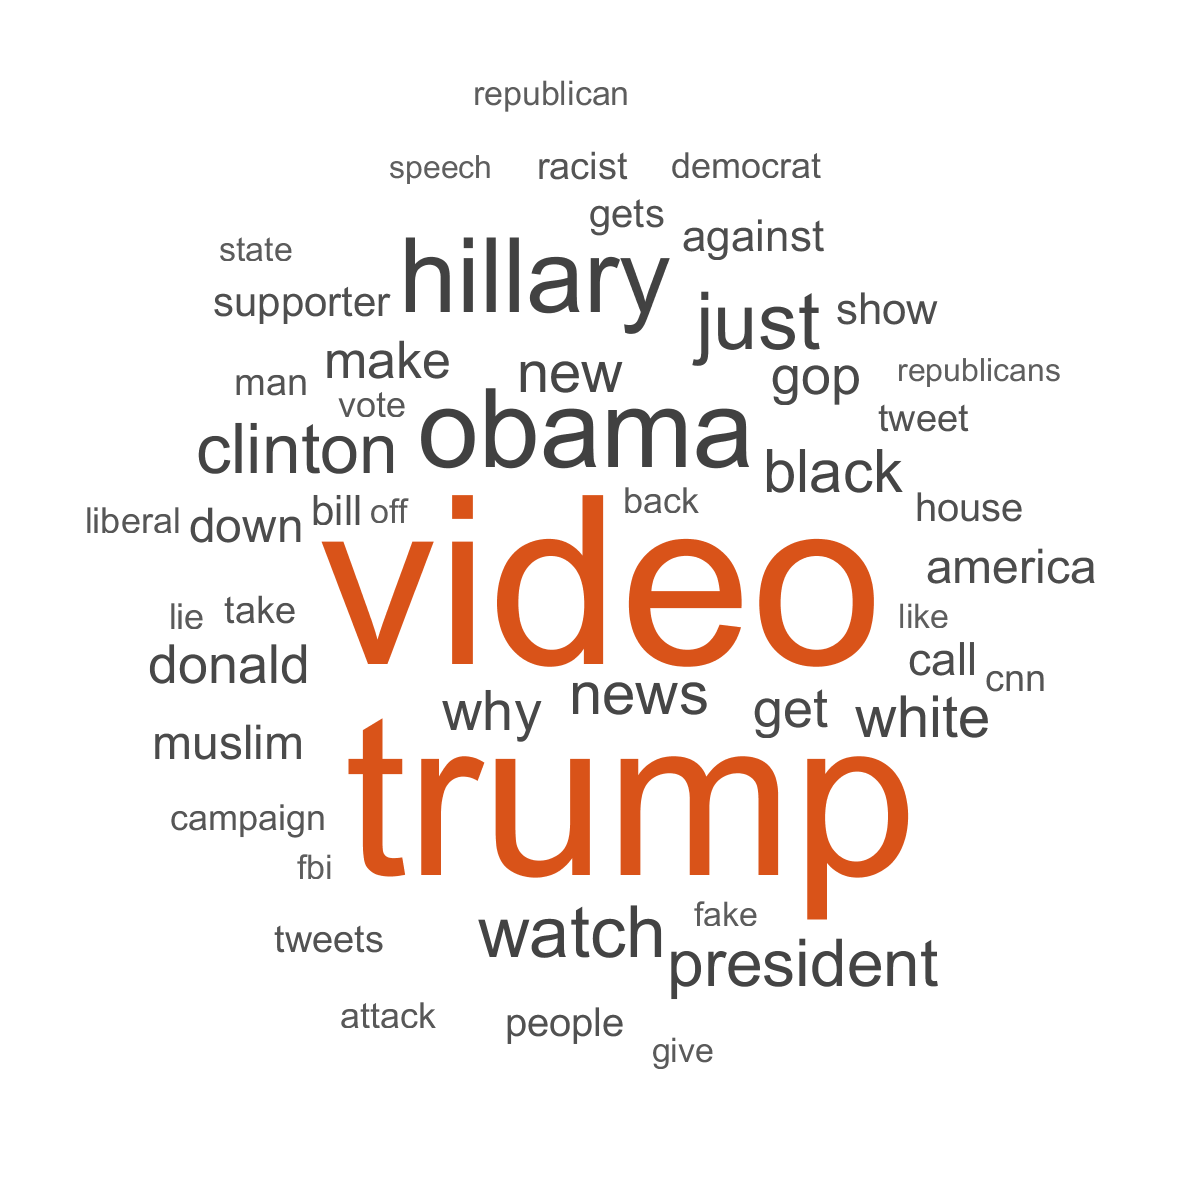 republican
speech racist democrat
gets
against
state
hillary
supporter
just
show
make
new
gop
republicans
man
vote
tweet
obama
clinton
black
bill off
back
house
liberal
down
video
america
lie
take
like
donald
call
cnn
why
news
get
white
muslim
trump
campaign
fbi
fake
tweets
watch
president
attack
people
give